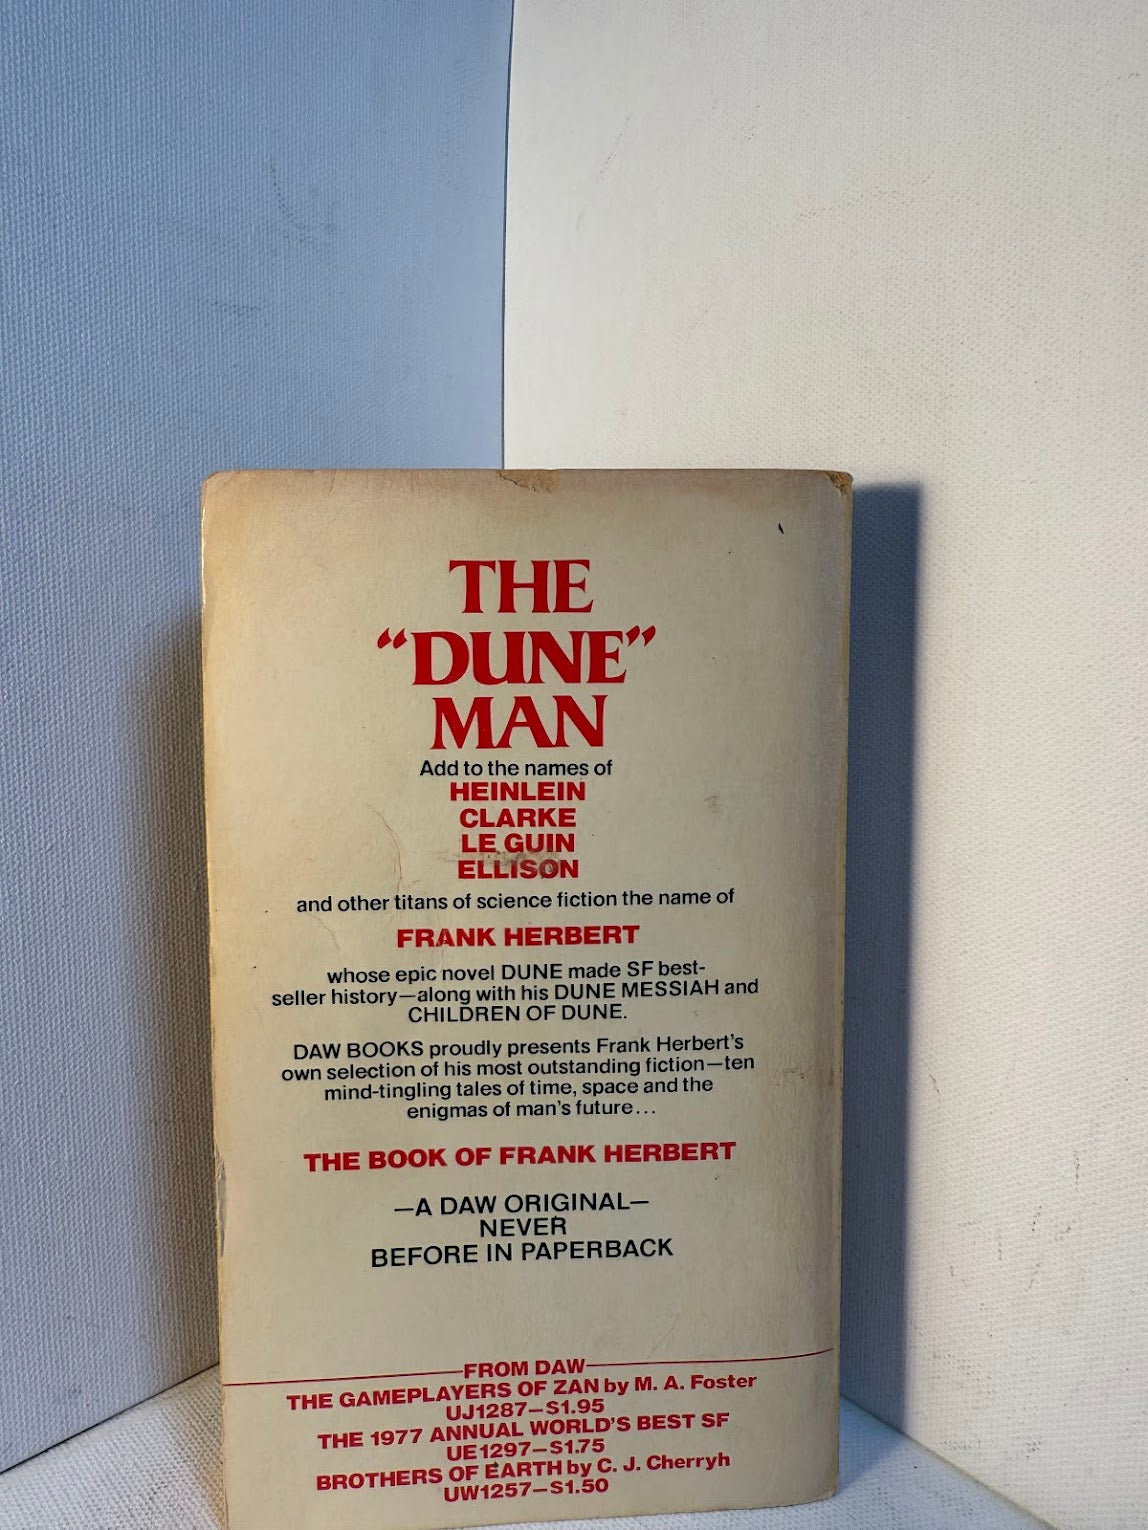 THE
“DUNE”
MAN
Add to the names of
HEINLEIN
CLARKE
LE GUIN
ELLISON
and other titans of science fiction the name of
FRANK HERBERT
whose epic novel DUNE made SF best-
seller history—along with his DUNE MESSIAH and
CHILDREN OF DUNE.
DAW BOOKS proudly presents Frank Herbert’s
own selection of his most outstanding fiction—ten
mind-tingling tales of time, space and the
enigmas of man’s future...
THE BOOK OF FRANK HERBERT
—A DAW ORIGINAL—
NEVER
BEFORE IN PAPERBACK
FROM DAW
THE GAMEPLAYERS OF ZAN by M. A. Foster
UJ1287—$1.95
THE 1977 ANNUAL WORLD’S BEST SF
UE1297—$1.75
BROTHERS OF EARTH by C. J. Cherryh
UW1257—$1.50